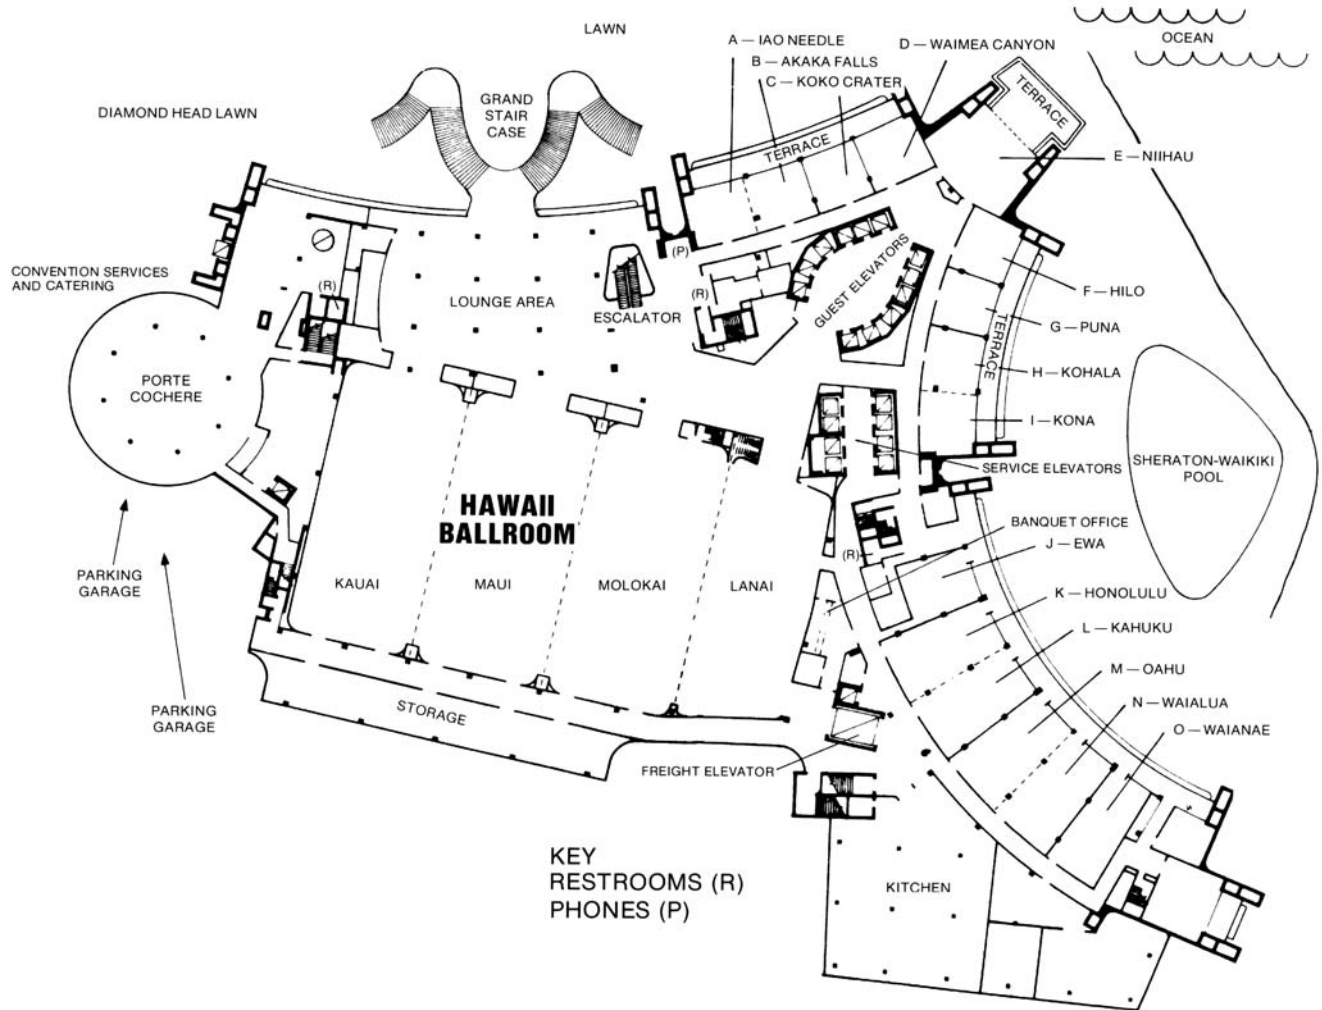 LAWN
OCEAN
A — IAO NEEDLE
B — AKAKA FALLS
C — KOKO CRATER
D — WAIMEA CANYON
TERRACE
GRAND
STAIR
CASE
DIAMOND HEAD LAWN
TERRACE
E — NIIHAU
(P)
CONVENTION SERVICES
AND CATERING
(R)
LOUNGE AREA
ESCALATOR
(R)
GUEST ELEVATORS
F — HILO
G — PUNA
TERRACE
H — KOHALA
I — KONA
PORTE
COCHERE
SERVICE ELEVATORS
SHERATON-WAIKIKI
POOL
HAWAII
BALLROOM
BANQUET OFFICE
J — EWA
(R)
PARKING
GARAGE
KAUAI
MAUI
MOLOKAI
LANAI
K — HONOLULU
L — KAHUKU
M — OAHU
N — WAIALUA
O — WAIANAE
PARKING
GARAGE
STORAGE
FREIGHT ELEVATOR
KEY
RESTROOMS (R)
PHONES (P)
KITCHEN